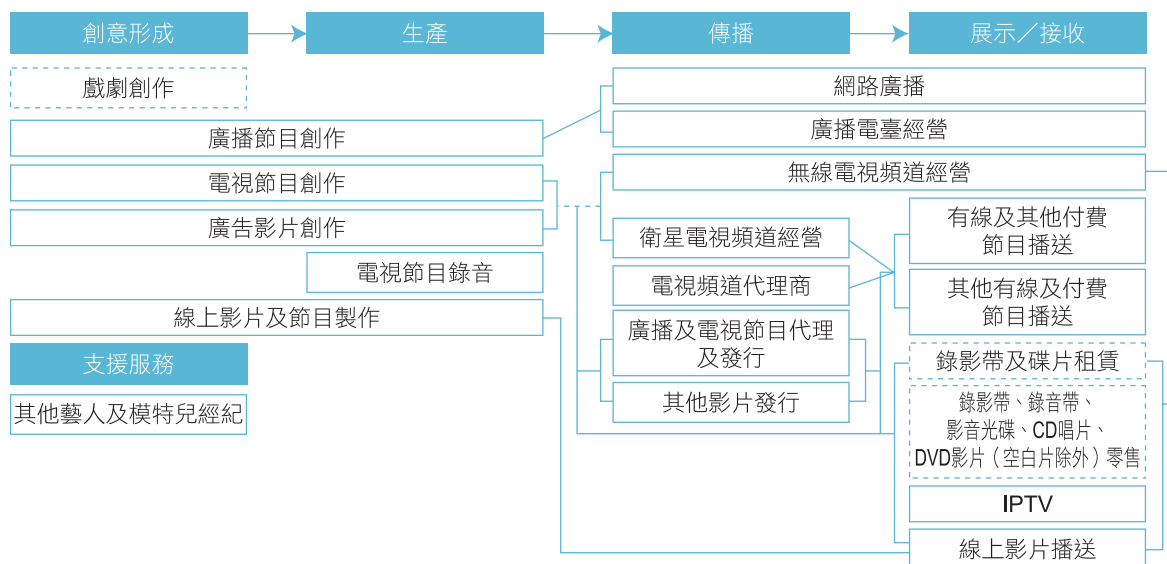 創意形成
生產
傳播
展示／接收
戲劇創作
網路廣播
廣播節目創作
廣播電臺經營
電視節目創作
無線電視頻道經營
廣告影片創作
衛星電視頻道經營
有線及其他付費
節目播送
電視節目錄音
電視頻道代理商
其他有線及付費
節目播送
線上影片及節目製作
廣播及電視節目代理
及發行
支援服務
錄影帶及碟片租賃
其他藝人及模特兒經紀
其他影片發行
錄影帶、錄音帶、
影音光碟、CD唱片、
DVD影片（空白片除外）零售
IPTV
線上影片播送